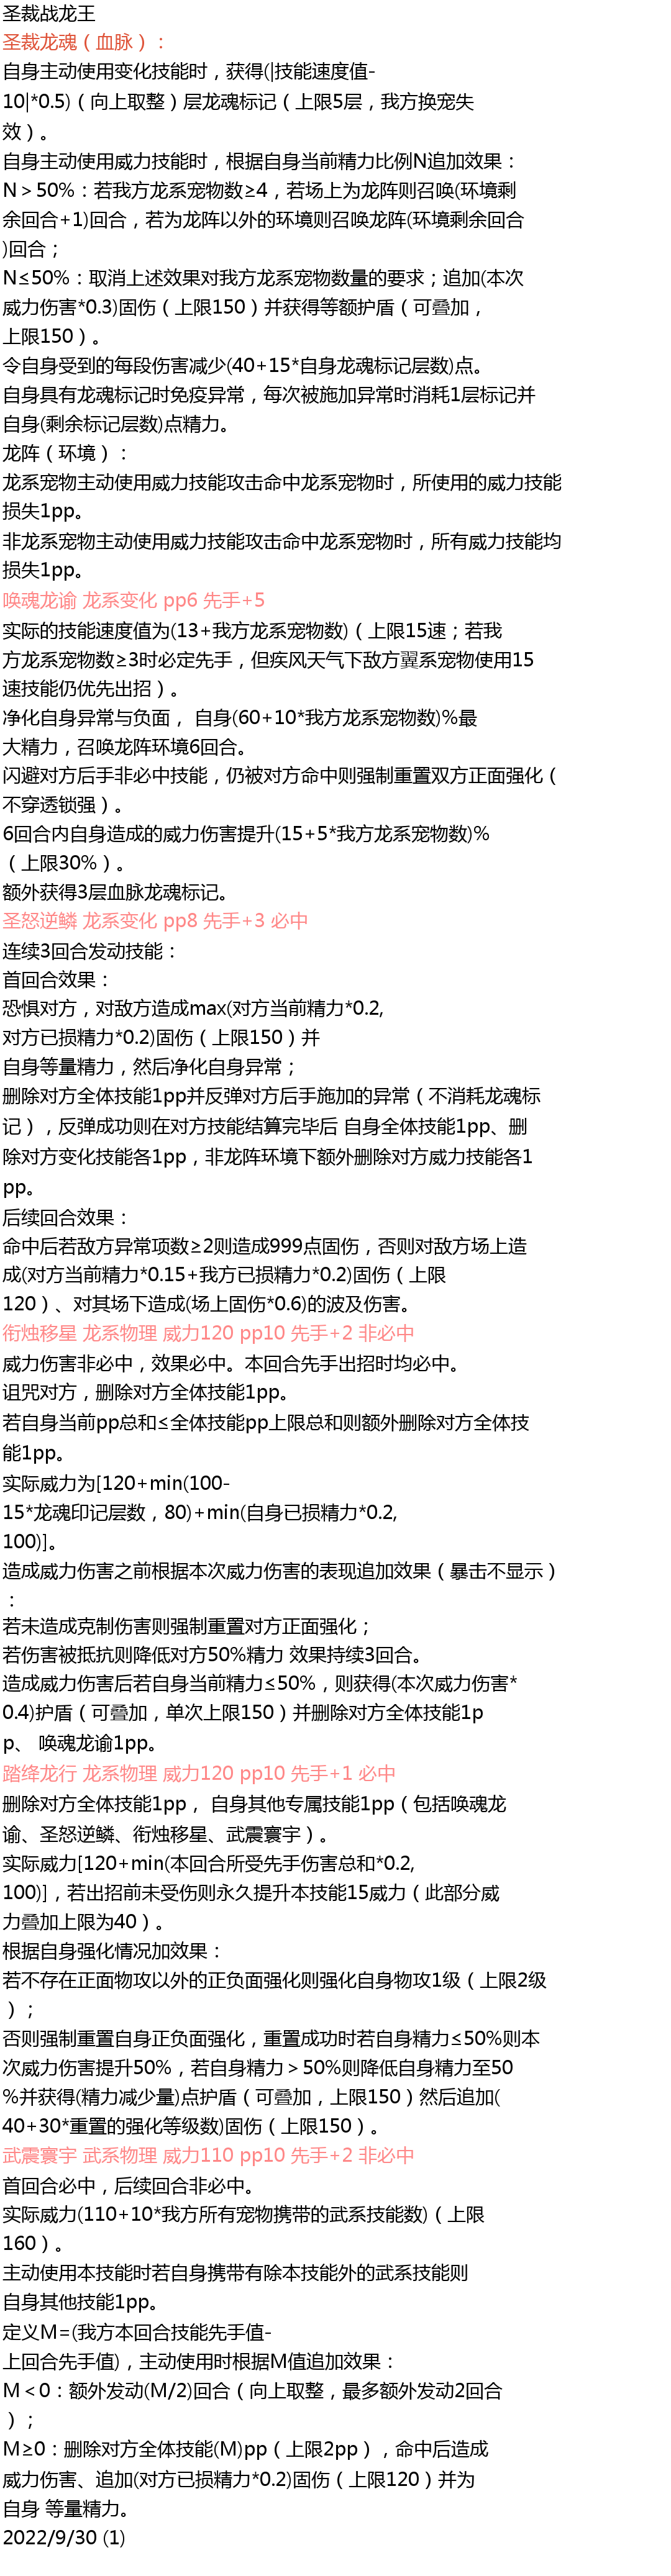 圣裁战龙王
圣裁龙魂（血脉）：
自身主动使用变化技能时，获得(|技能速度值-
10|*0.5)（向上取整）层龙魂标记（上限5层，我方换宠失
效）。
自身主动使用威力技能时，根据自身当前精力比例N追加效果：
N＞50%：若我方龙系宠物数≥4，若场上为龙阵则召唤(环境剩
余回合+1)回合，若为龙阵以外的环境则召唤龙阵(环境剩余回合
)回合；
N≤50%：取消上述效果对我方龙系宠物数量的要求；追加(本次
威力伤害*0.3)固伤（上限150）并获得等额护盾（可叠加，
上限150）。
令自身受到的每段伤害减少(40+15*自身龙魂标记层数)点。
自身具有龙魂标记时免疫异常，每次被施加异常时消耗1层标记并
自身(剩余标记层数)点精力。
龙阵（环境）：
龙系宠物主动使用威力技能攻击命中龙系宠物时，所使用的威力技能
损失1pp。
非龙系宠物主动使用威力技能攻击命中龙系宠物时，所有威力技能均
损失1pp。
唤魂龙谕 龙系变化 pp6 先手+5
实际的技能速度值为(13+我方龙系宠物数)（上限15速；若我
方龙系宠物数≥3时必定先手，但疾风天气下敌方翼系宠物使用15
速技能仍优先出招）。
净化自身异常与负面， 自身(60+10*我方龙系宠物数)%最
大精力，召唤龙阵环境6回合。
闪避对方后手非必中技能，仍被对方命中则强制重置双方正面强化（
不穿透锁强）。
6回合内自身造成的威力伤害提升(15+5*我方龙系宠物数)%
（上限30%）。
额外获得3层血脉龙魂标记。
圣怒逆鳞 龙系变化 pp8 先手+3 必中
连续3回合发动技能：
首回合效果：
恐惧对方，对敌方造成max(对方当前精力*0.2,
对方已损精力*0.2)固伤（上限150）并
自身等量精力，然后净化自身异常；
删除对方全体技能1pp并反弹对方后手施加的异常（不消耗龙魂标
记），反弹成功则在对方技能结算完毕后 自身全体技能1pp、删
除对方变化技能各1pp，非龙阵环境下额外删除对方威力技能各1
pp。
后续回合效果：
命中后若敌方异常项数≥2则造成999点固伤，否则对敌方场上造
成(对方当前精力*0.15+我方已损精力*0.2)固伤（上限
120）、对其场下造成(场上固伤*0.6)的波及伤害。
衔烛移星 龙系物理 威力120 pp10 先手+2 非必中
威力伤害非必中，效果必中。本回合先手出招时均必中。
诅咒对方，删除对方全体技能1pp。
若自身当前pp总和≤全体技能pp上限总和则额外删除对方全体技
能1pp。
实际威力为[120+min(100-
15*龙魂印记层数，80)+min(自身已损精力*0.2,
100)]。
造成威力伤害之前根据本次威力伤害的表现追加效果（暴击不显示）
：
若未造成克制伤害则强制重置对方正面强化；
若伤害被抵抗则降低对方50%精力 效果持续3回合。
造成威力伤害后若自身当前精力≤50%，则获得(本次威力伤害*
0.4)护盾（可叠加，单次上限150）并删除对方全体技能1p
p、 唤魂龙谕1pp。
踏绛龙行 龙系物理 威力120 pp10 先手+1 必中
删除对方全体技能1pp， 自身其他专属技能1pp（包括唤魂龙
谕、圣怒逆鳞、衔烛移星、武震寰宇）。
实际威力[120+min(本回合所受先手伤害总和*0.2,
100)]，若出招前未受伤则永久提升本技能15威力（此部分威
力叠加上限为40）。
根据自身强化情况加效果：
若不存在正面物攻以外的正负面强化则强化自身物攻1级（上限2级
）；
否则强制重置自身正负面强化，重置成功时若自身精力≤50%则本
次威力伤害提升50%，若自身精力＞50%则降低自身精力至50
%并获得(精力减少量)点护盾（可叠加，上限150）然后追加(
40+30*重置的强化等级数)固伤（上限150）。
武震寰宇 武系物理 威力110 pp10 先手+2 非必中
首回合必中，后续回合非必中。
实际威力(110+10*我方所有宠物携带的武系技能数)（上限
160）。
主动使用本技能时若自身携带有除本技能外的武系技能则
自身其他技能1pp。
定义M=(我方本回合技能先手值-
上回合先手值)，主动使用时根据M值追加效果：
M＜0：额外发动(M/2)回合（向上取整，最多额外发动2回合
）；
M≥0：删除对方全体技能(M)pp（上限2pp），命中后造成
威力伤害、追加(对方已损精力*0.2)固伤（上限120）并为
自身 等量精力。
2022/9/30 (1)